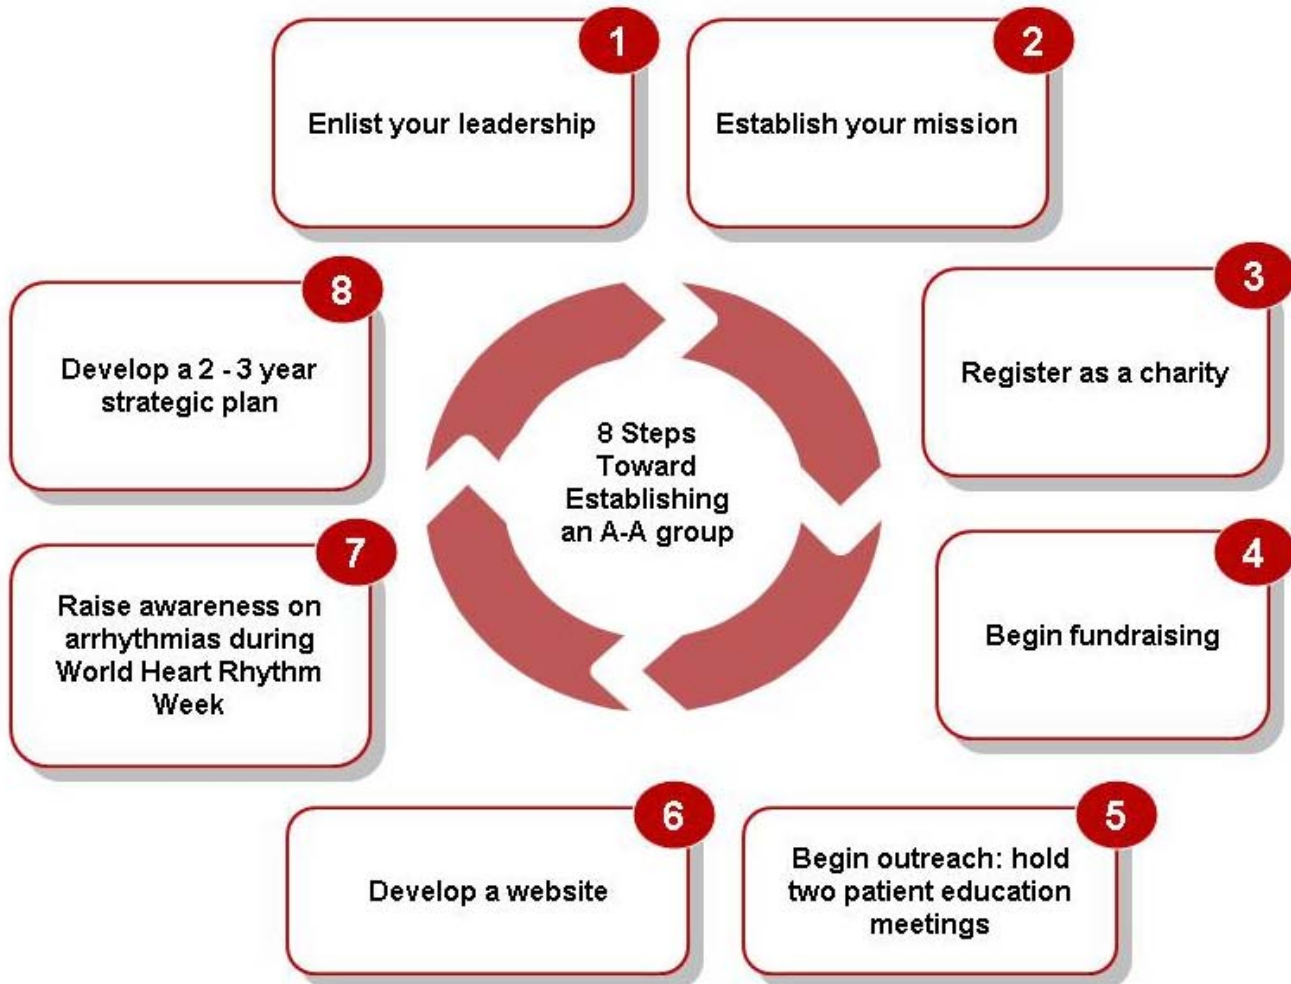 1
Enlist your leadership
2
Establish your mission
3
Register as a charity
4
Begin fundraising
5
Begin outreach: hold
two patient education
meetings
6
Develop a website
7
Raise awareness on
arrhythmias during
World Heart Rhythm
Week
8
Develop a 2 - 3 year
strategic plan
8 Steps
Toward
Establishing
an A-A group